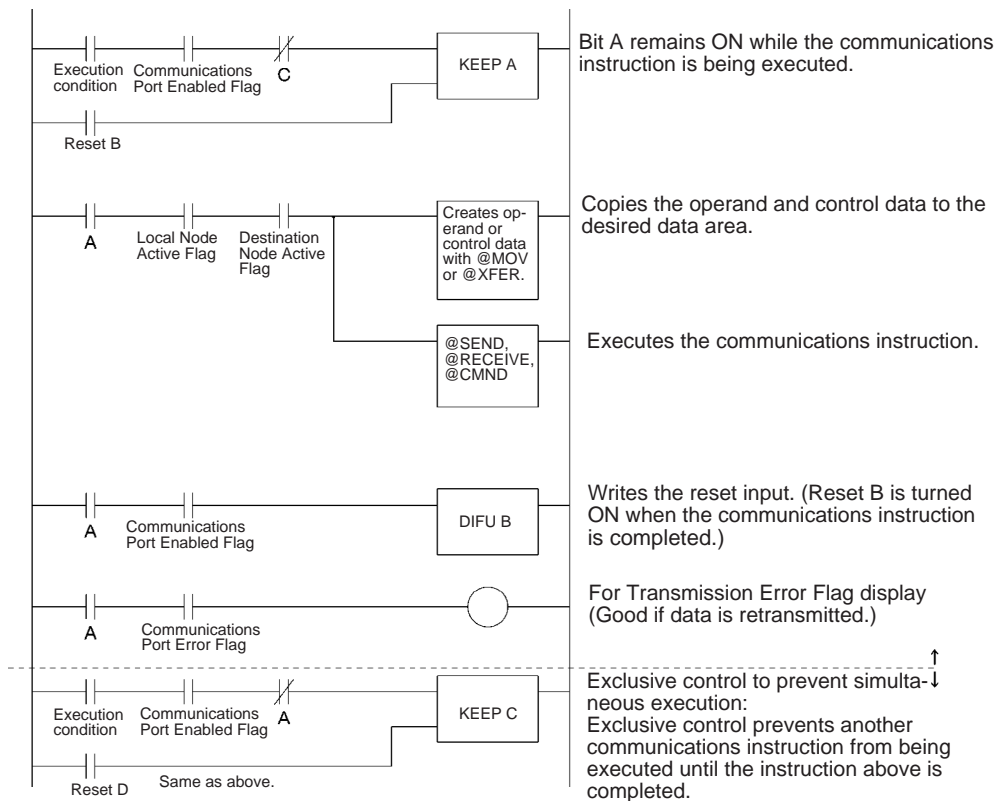 Bit A remains ON while the communications
instruction is being executed.
KEEP A
Execution
condition
Communications
Port Enabled Flag
C
Reset B
Copies the operand and control data to the
desired data area.
Creates op-
erand or
control data
with @MOV
or @XFER.
A
Local Node
Active Flag
Destination
Node Active
Flag
Executes the communications instruction.
@SEND,
@RECEIVE,
@CMND
Writes the reset input. (Reset B is turned
ON when the communications instruction
is completed.)
DIFU B
A
Communications
Port Enabled Flag
For Transmission Error Flag display
(Good if data is retransmitted.)
A
Communications
Port Error Flag
Exclusive control to prevent simulta-
neous execution:
Exclusive control prevents another
communications instruction from being
executed until the instruction above is
completed.
KEEP C
Execution
condition
Communications
Port Enabled Flag
A
Reset D
Same as above.